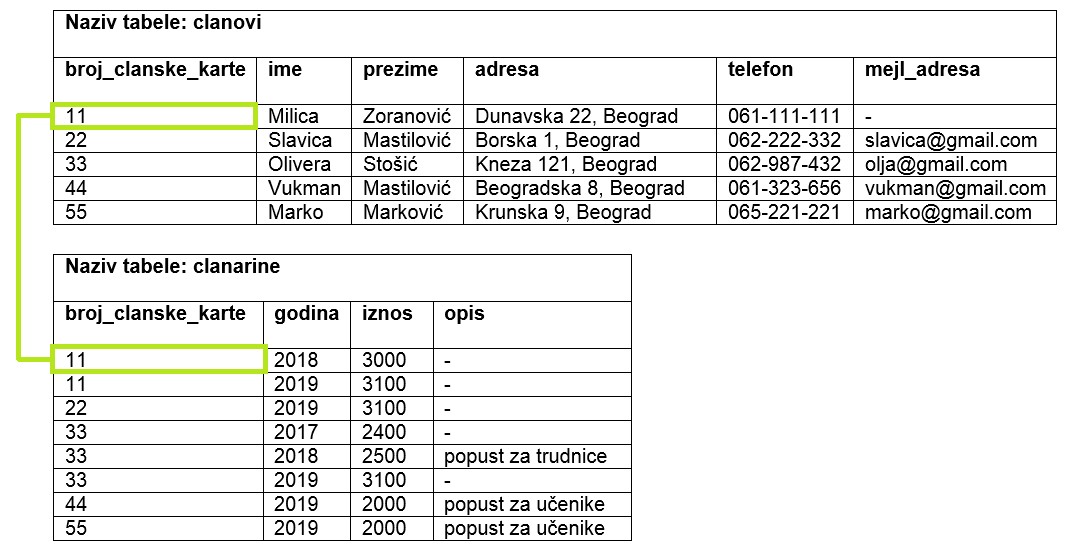 Naziv tabele: clanovi
broj_clanske_karte ime prezime adresa telefon mejl_adresa
11 Milica Zoranović Dunavska 22, Beograd 061-111-111 -
22 Slavica Mastilović Borska 1, Beograd 062-222-332 slavica@gmail.com
33 Olivera Stošić Kneza 121, Beograd 062-987-432 olja@gmail.com
44 Vukman Mastilović Beogradska 8, Beograd 061-323-656 vukman@gmail.com
55 Marko Marković Krunska 9, Beograd 065-221-221 marko@gmail.com
Naziv tabele: clanarine
broj_clanske_karte godina iznos opis
11 2018 3000 -
11 2019 3100 -
22 2019 3100 -
33 2017 2400 -
33 2018 2500 popust za trudnice
33 2019 3100 -
44 2019 2000 popust za učenike
55 2019 2000 popust za učenike